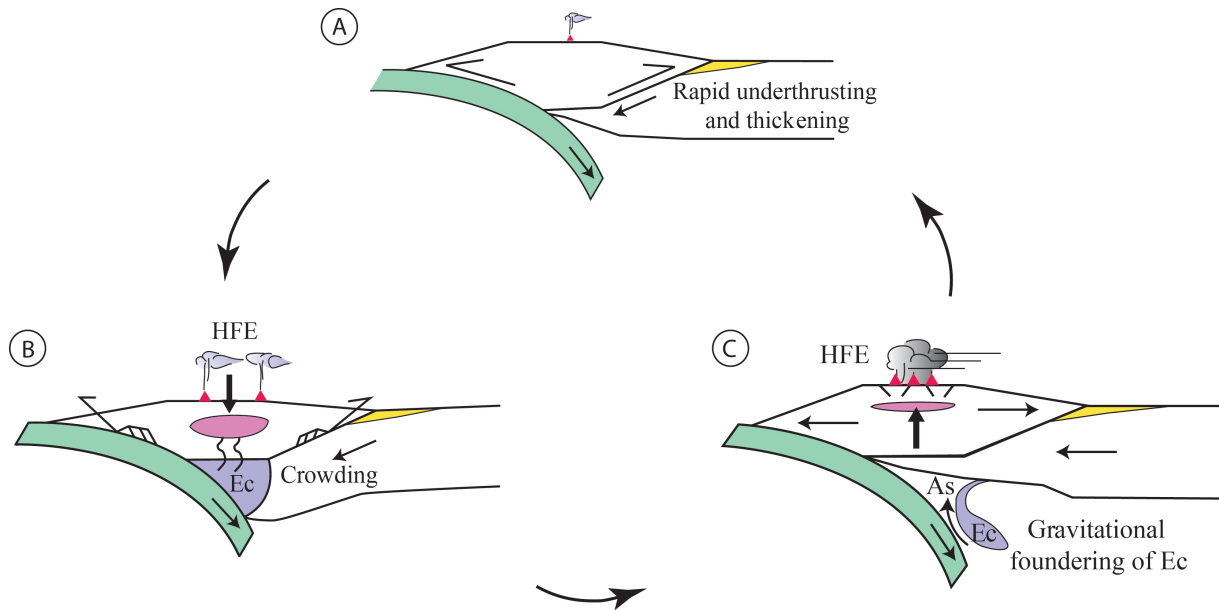 A
Rapid underthrusting
and thickening
B
HFE
Ec
Crowding
C
HFE
As
Ec
Gravitational
foundering of Ec